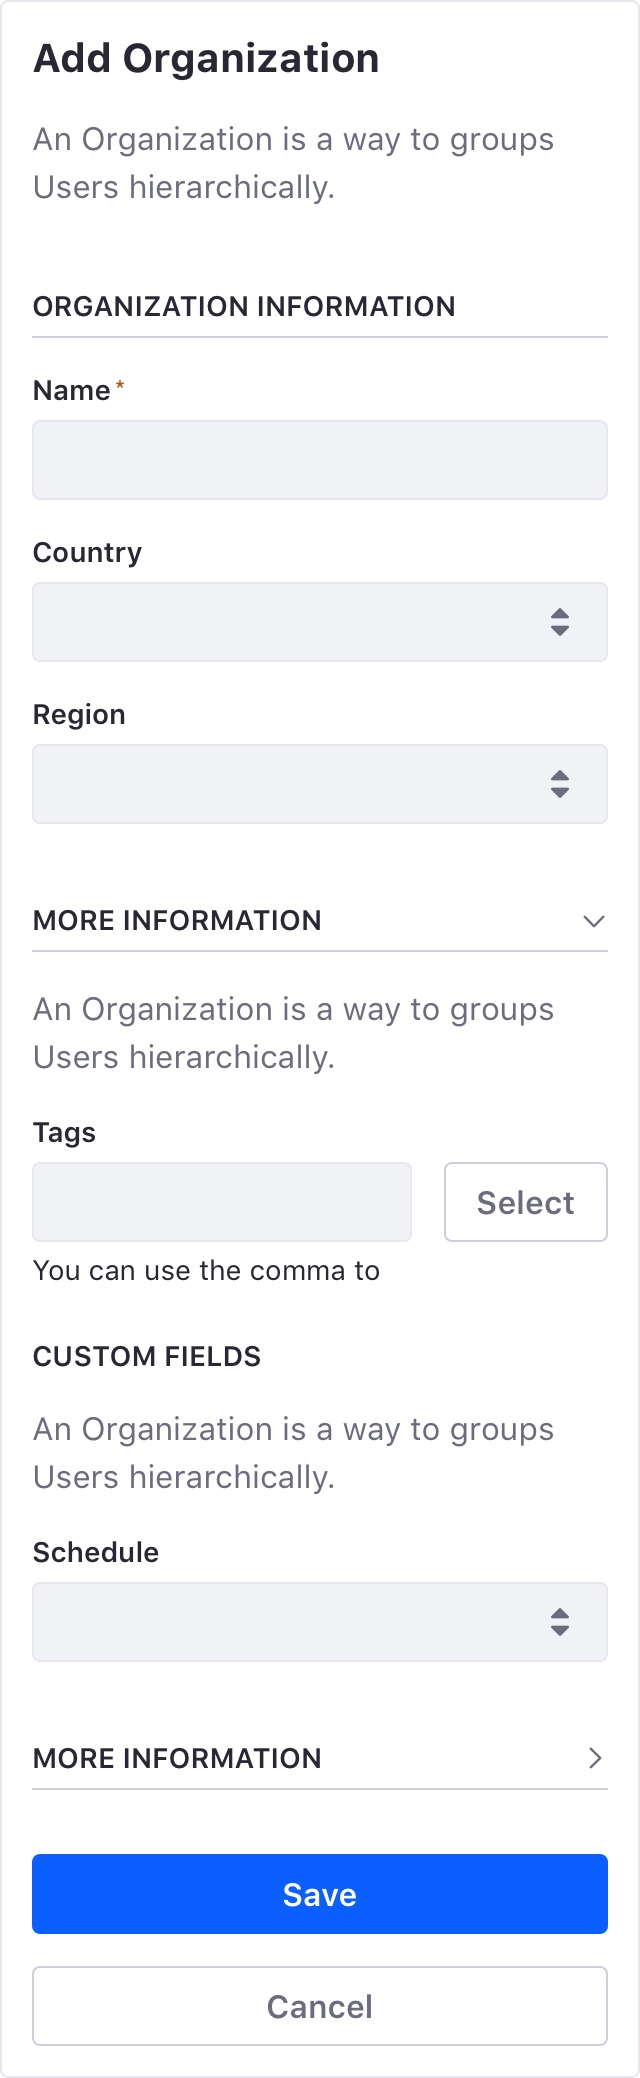 Add Organization
An Organization is a way to groups
Users hierarchically.
ORGANIZATION INFORMATION
Name*
Country
Region
MORE INFORMATION
An Organization is a way to groups
Users hierarchically.
Tags
Select
You can use the comma to
CUSTOM FIELDS
An Organization is a way to groups
Users hierarchically.
Schedule
MORE INFORMATION
Save
Cancel